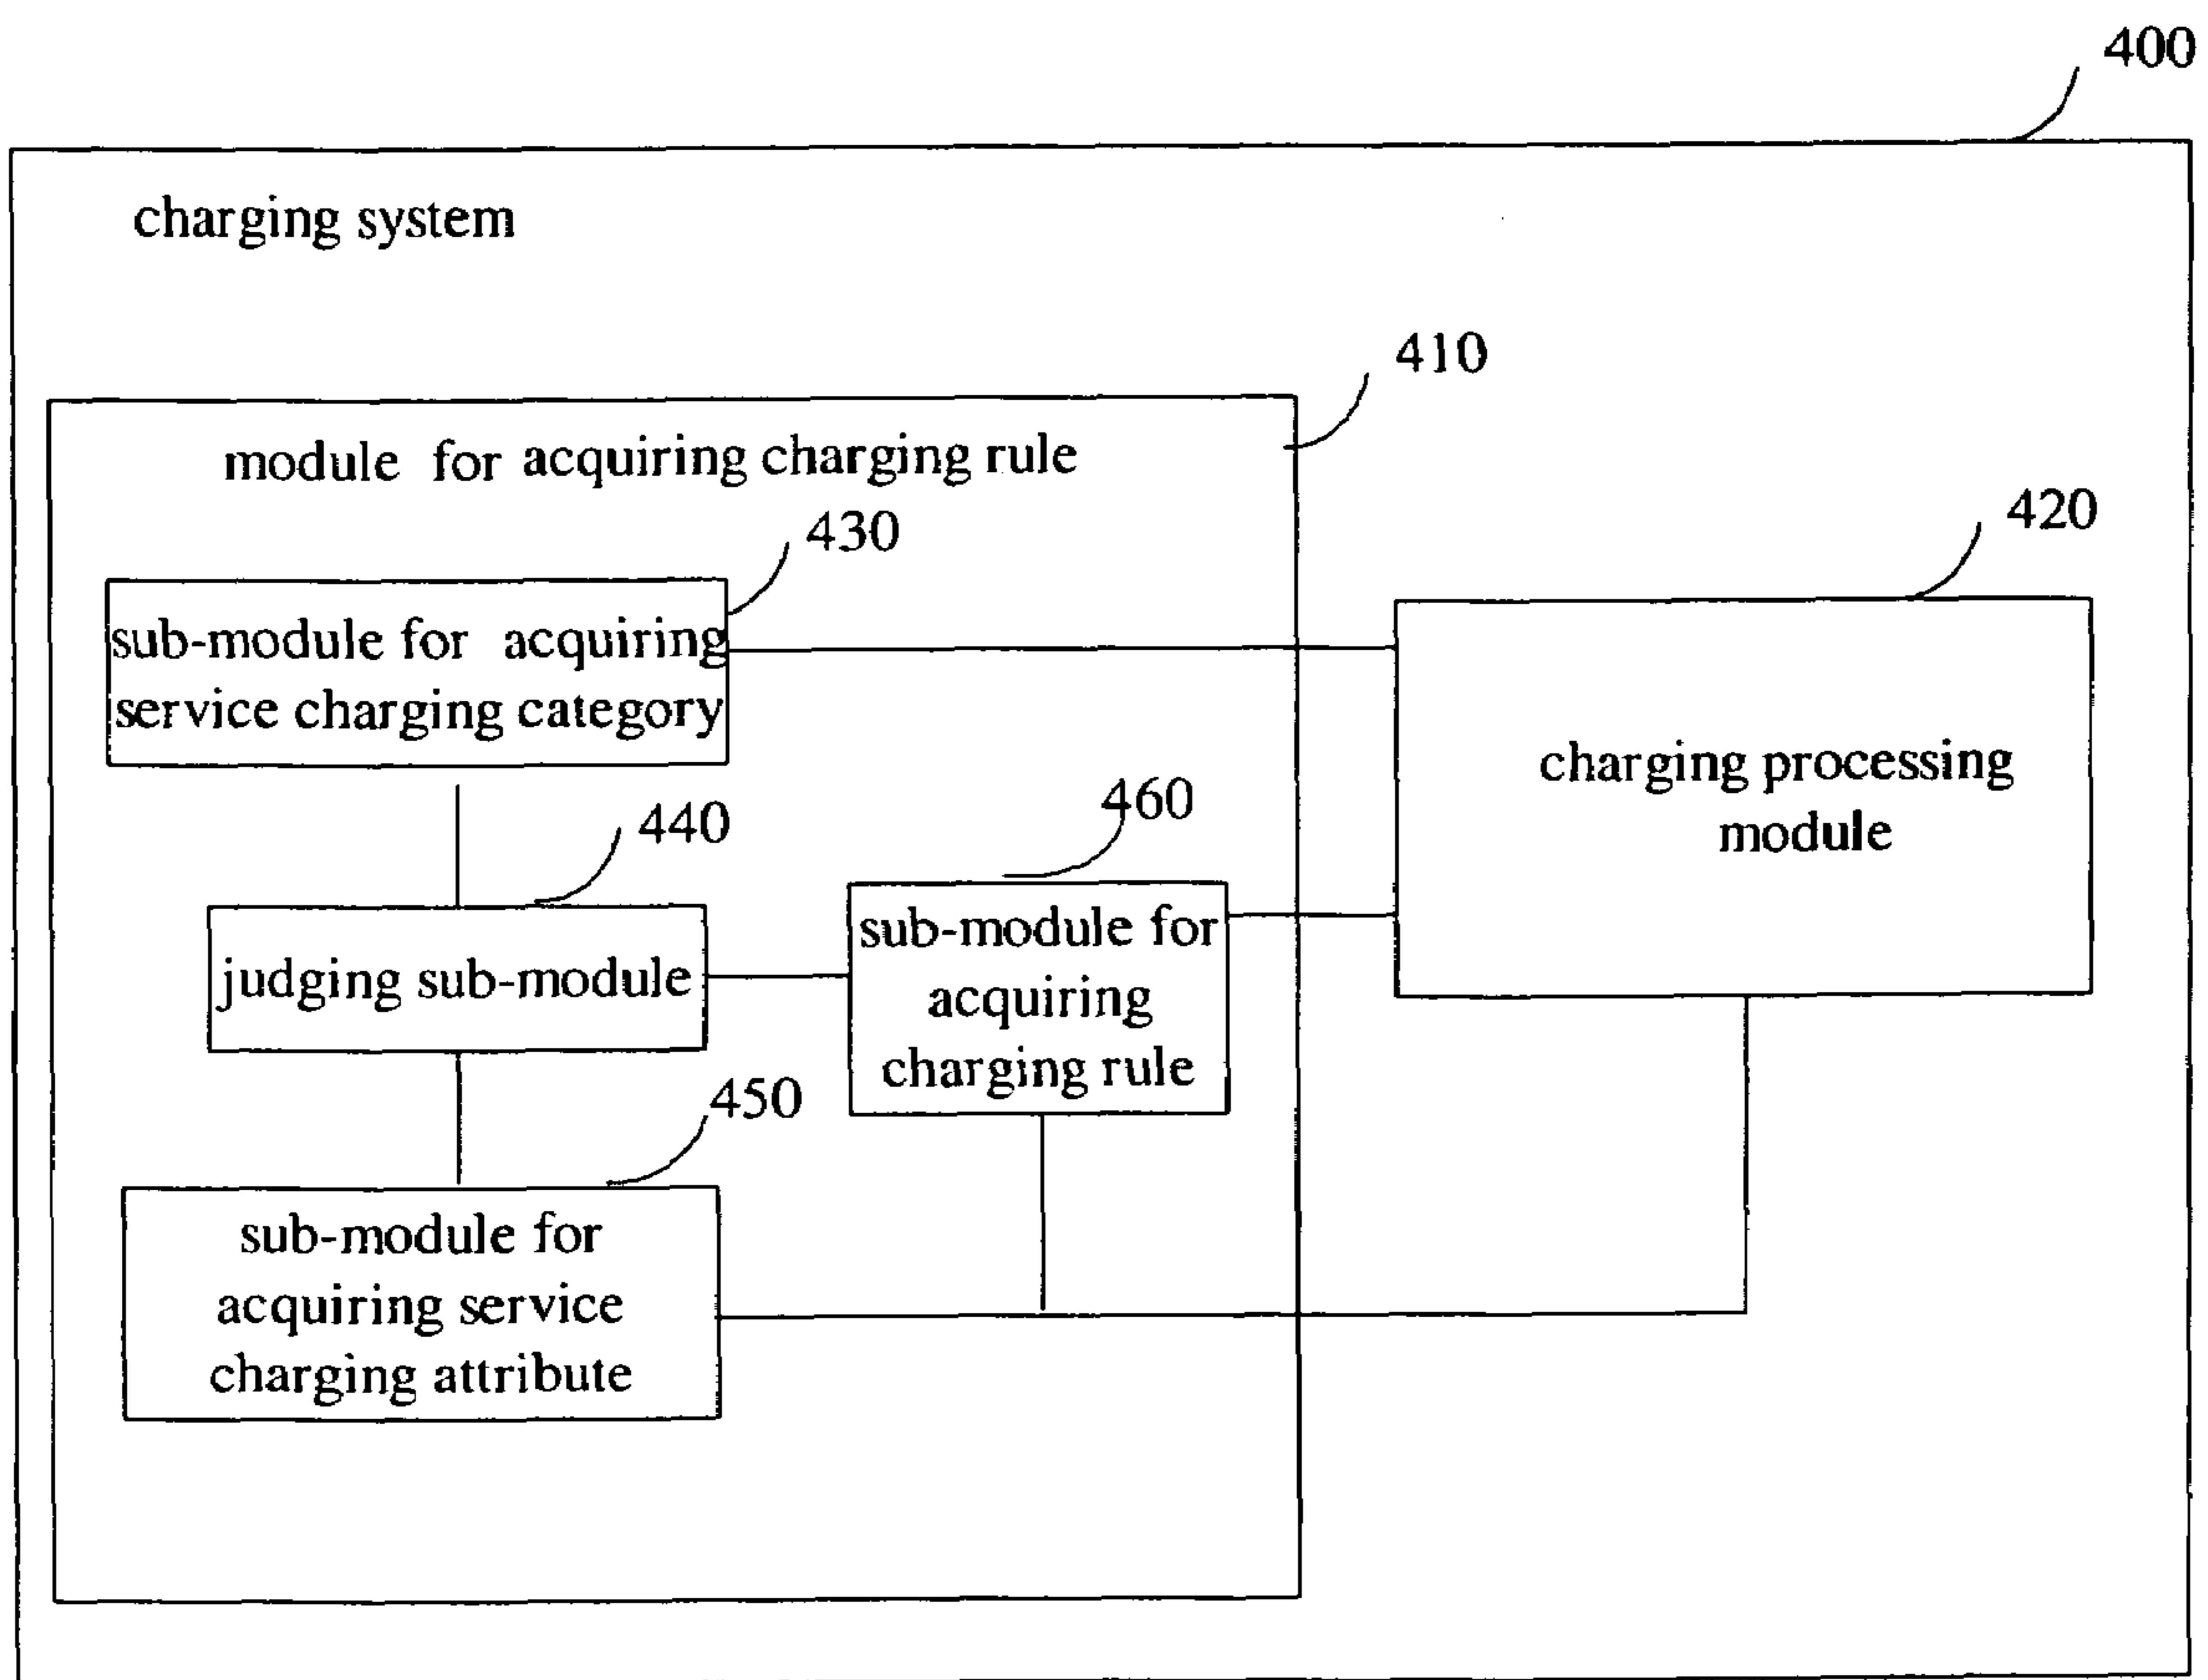 400
charging system
410
module for acquiring charging rule
430
420
sub-module for acquiring
service charging category
charging processing
module
440
460
judging sub-module
sub-module for
acquiring
charging rule
450
sub-module for
acquiring service
charging attribute